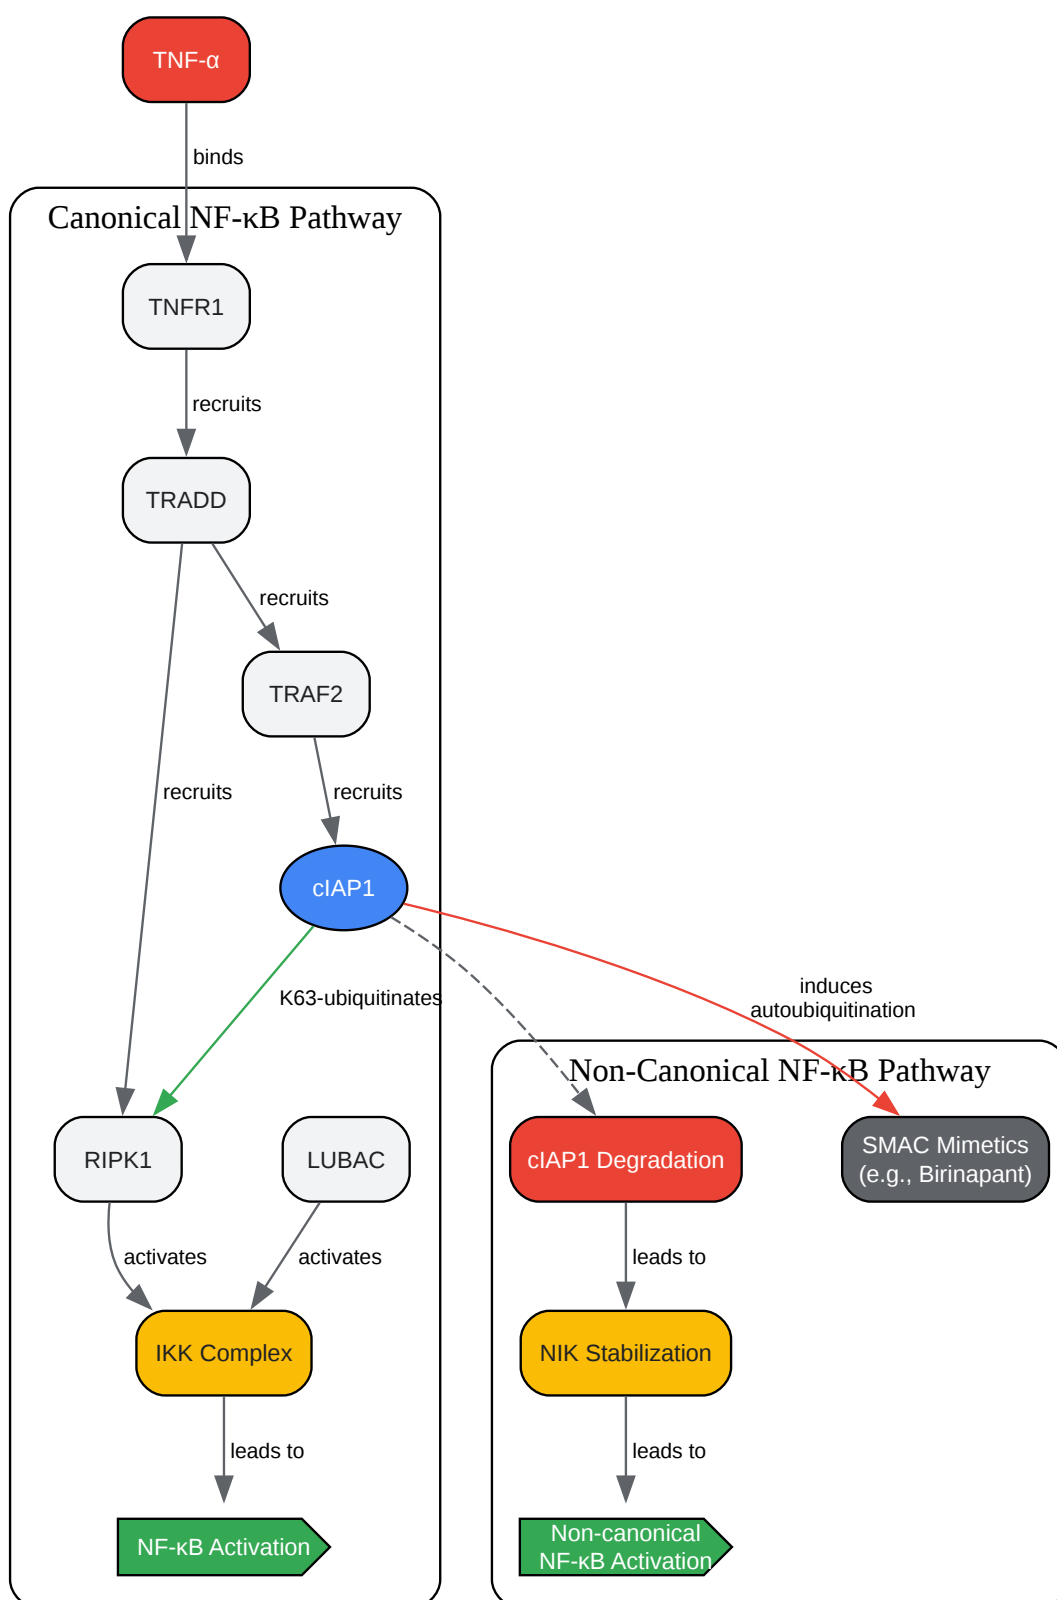 TNF-α
binds
Canonical NF-κB Pathway
TNFR1
recruits
TRADD
recruits
TRAF2
recruits
recruits
cIAP1
K63-ubiquitinates
induces
autoubiquitination
RIPK1
LUBAC
activates
activates
IKK Complex
leads to
NF-κB Activation
Non-Canonical NF-κB Pathway
cIAP1 Degradation
SMAC Mimetics
(e.g., Birinapant)
leads to
NIK Stabilization
leads to
Non-canonical
NF-κB Activation